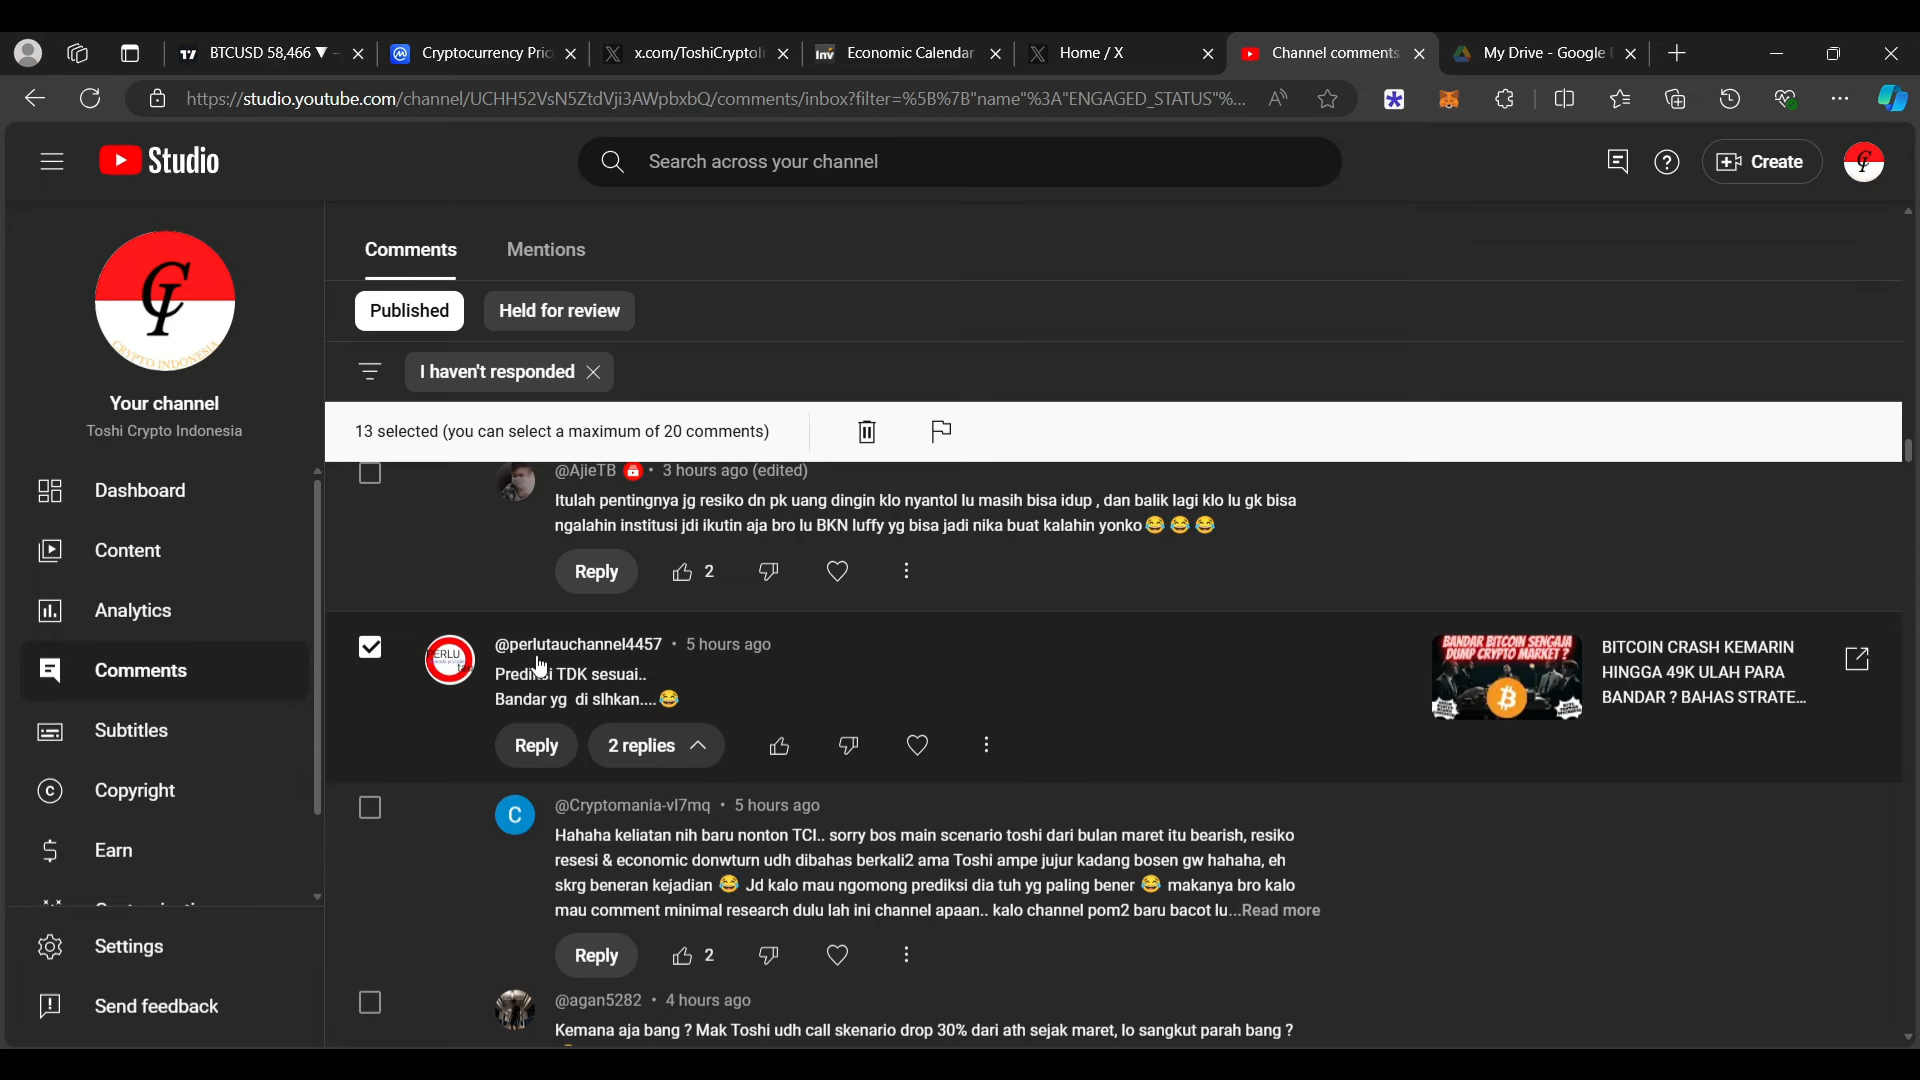 BTCUSD 58,466 ▼
Cryptocurrency Pric
x.com/ToshiCryptoI
Economic Calendar
Home / X
Channel comments
My Drive - Google
https://studio.youtube.com/channel/UCHH52VsN5ZtdVji3AWpbxbQ/comments/inbox?filter=%5B%7B"name"%3A"ENGAGED_STATUS"%...
Studio
Search across your channel
Create
CRYPTO INDONESIA
Your channel
Toshi Crypto Indonesia
Dashboard
Content
Analytics
Comments
Subtitles
Copyright
Earn
Settings
Send feedback
Comments
Mentions
Published
Held for review
I haven't responded
13 selected (you can select a maximum of 20 comments)
@AjieTB • 3 hours ago (edited)
Itulah pentingnya jg resiko dn pk uang dingin klo nyantol lu masih bisa idup , dan balik lagi klo lu gk bisa
ngalahin institusi jdi ikutin aja bro lu BKN luffy yg bisa jadi nika buat kalahin yonko 😂 😂 😂
Reply
2
PERLU
@perlutauchannel4457 • 5 hours ago
Prediksi TDK sesuai..
Bandar yg di slhkan.... 😂
Reply
2 replies
BANDAR BITCOIN SENGAJA
DUMP CRYPTO MARKET ?
BITCOIN CRASH KEMARIN
HINGGA 49K ULAH PARA
BANDAR ? BAHAS STRATE...
C
@Cryptomania-vl7mq • 5 hours ago
Hahaha keliatan nih baru nonton TCI.. sorry bos main scenario toshi dari bulan maret itu bearish, resiko
resesi & economic donwturn udh dibahas berkali2 ama Toshi ampe jujur kadang bosen gw hahaha, eh
skrg beneran kejadian 😂 Jd kalo mau ngomong prediksi dia tuh yg paling bener 😂 makanya bro kalo
mau comment minimal research dulu lah ini channel apaan.. kalo channel pom2 baru bacot lu...Read more
Reply
2
@agan5282 • 4 hours ago
Kemana aja bang ? Mak Toshi udh call skenario drop 30% dari ath sejak maret, lo sangkut parah bang ?